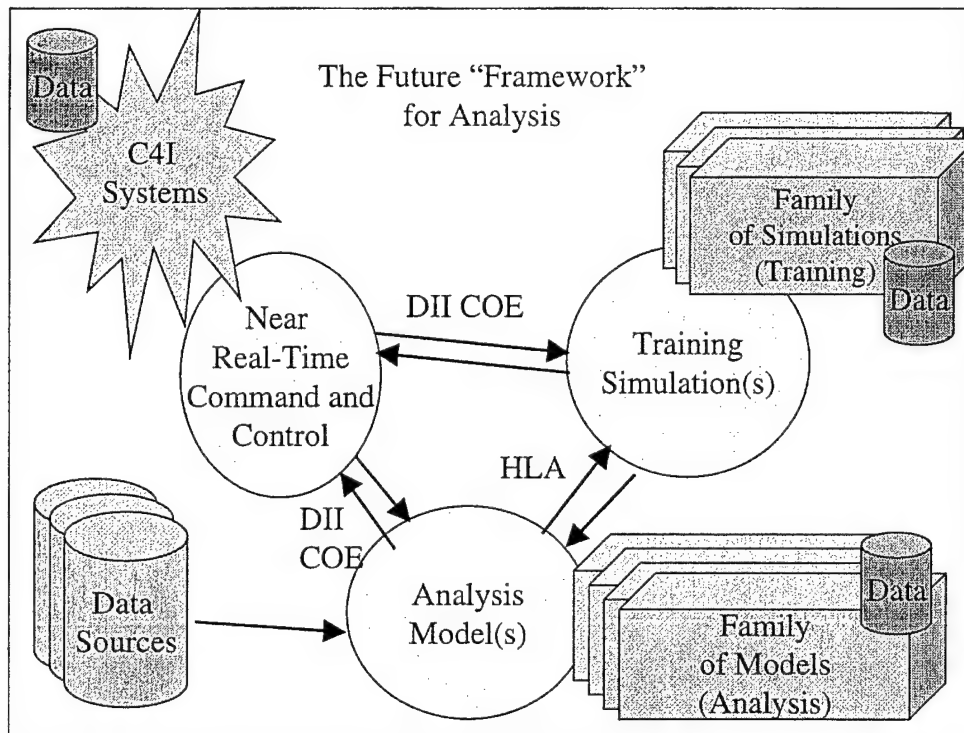 The Future “Framework”
for Analysis
Data
C4I
Systems
Family
of Simulations
(Training)
Data
Near
Real-Time
Command and
Control
DII COE
Training
Simulation(s)
HLA
DII
COE
Data
Sources
Analysis
Model(s)
Data
Family
of Models
(Analysis)